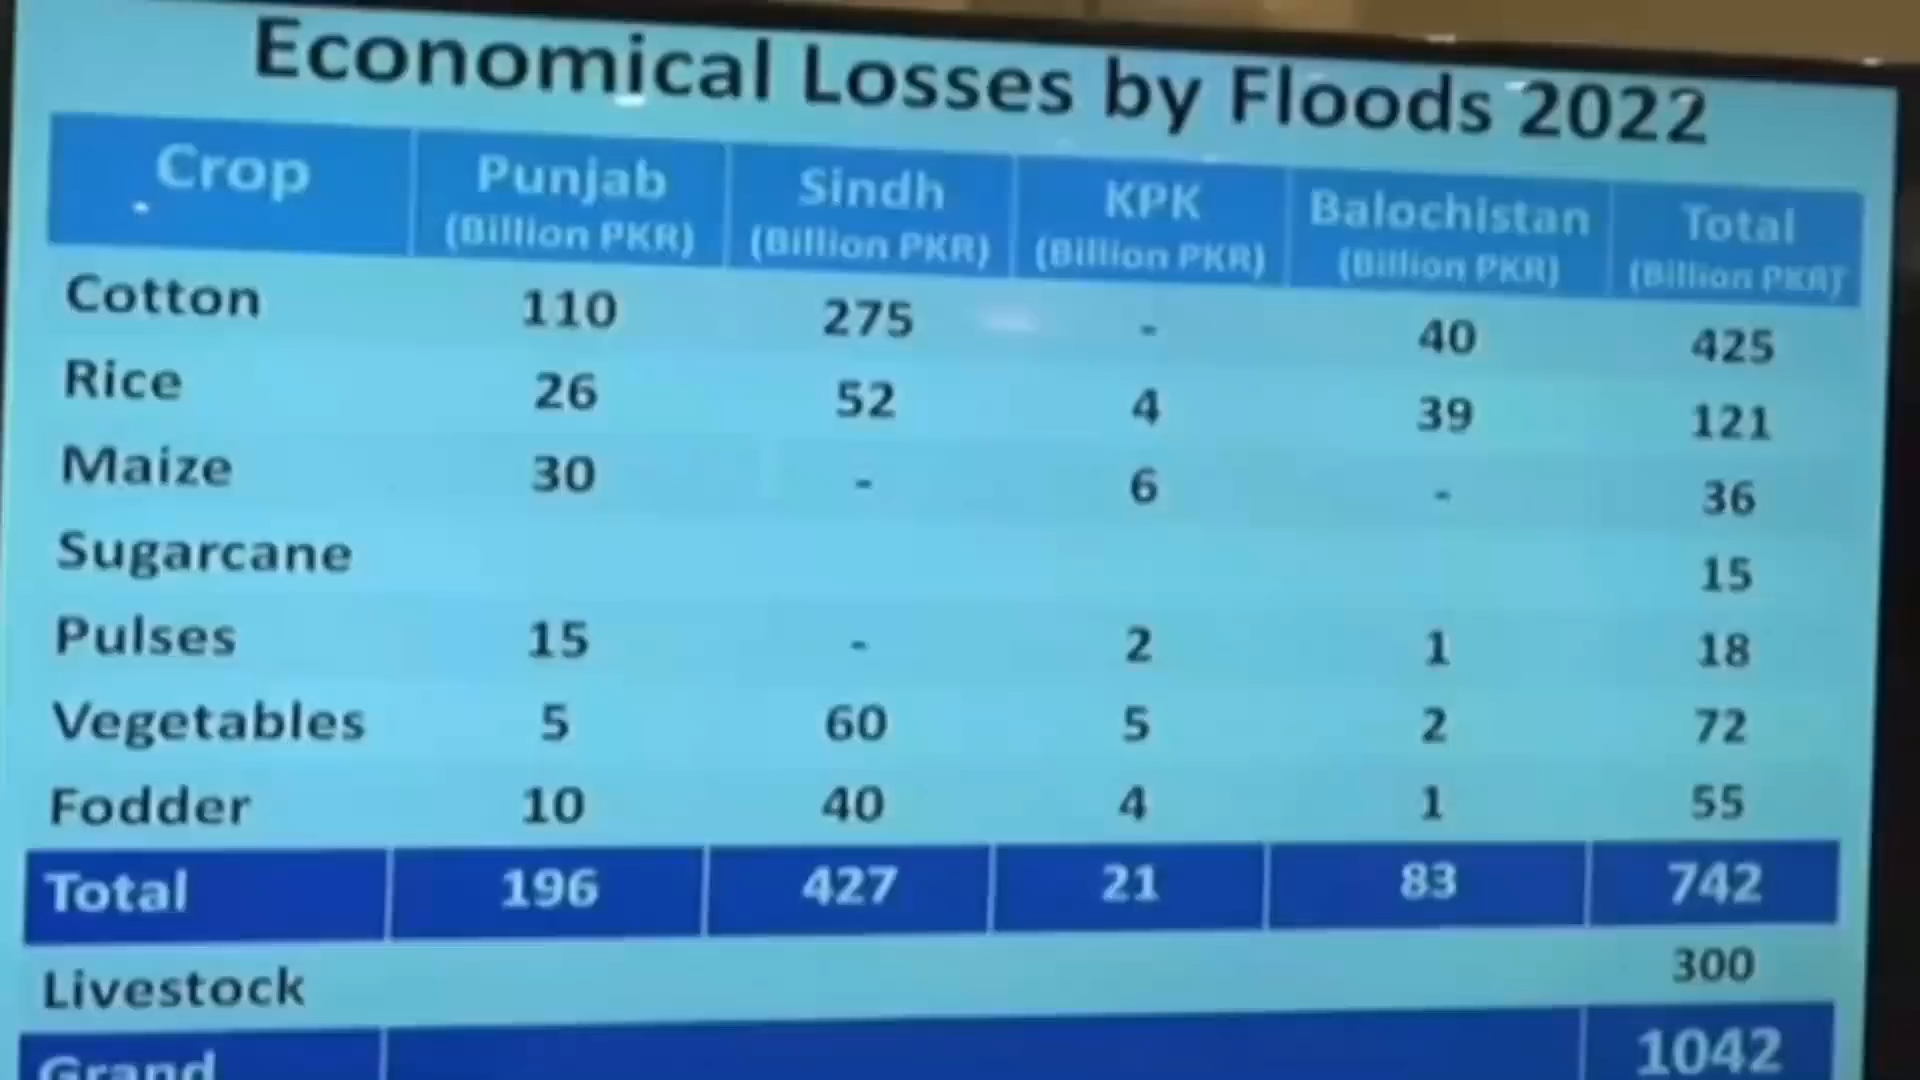 Economical Losses by Floods 2022
Crop Punjab (Billion PKR) Sindh (Billion PKR) KPK (Billion PKR) Balochistan (Billion PKR) Total (Billion PKR)
Cotton 110 275 - 40 425
Rice 26 52 4 39 121
Maize 30 - 6 - 36
Sugarcane 15
Pulses 15 - 2 1 18
Vegetables 5 60 5 2 72
Fodder 10 40 4 1 55
Total 196 427 21 83 742
Livestock 300
Grand 1042